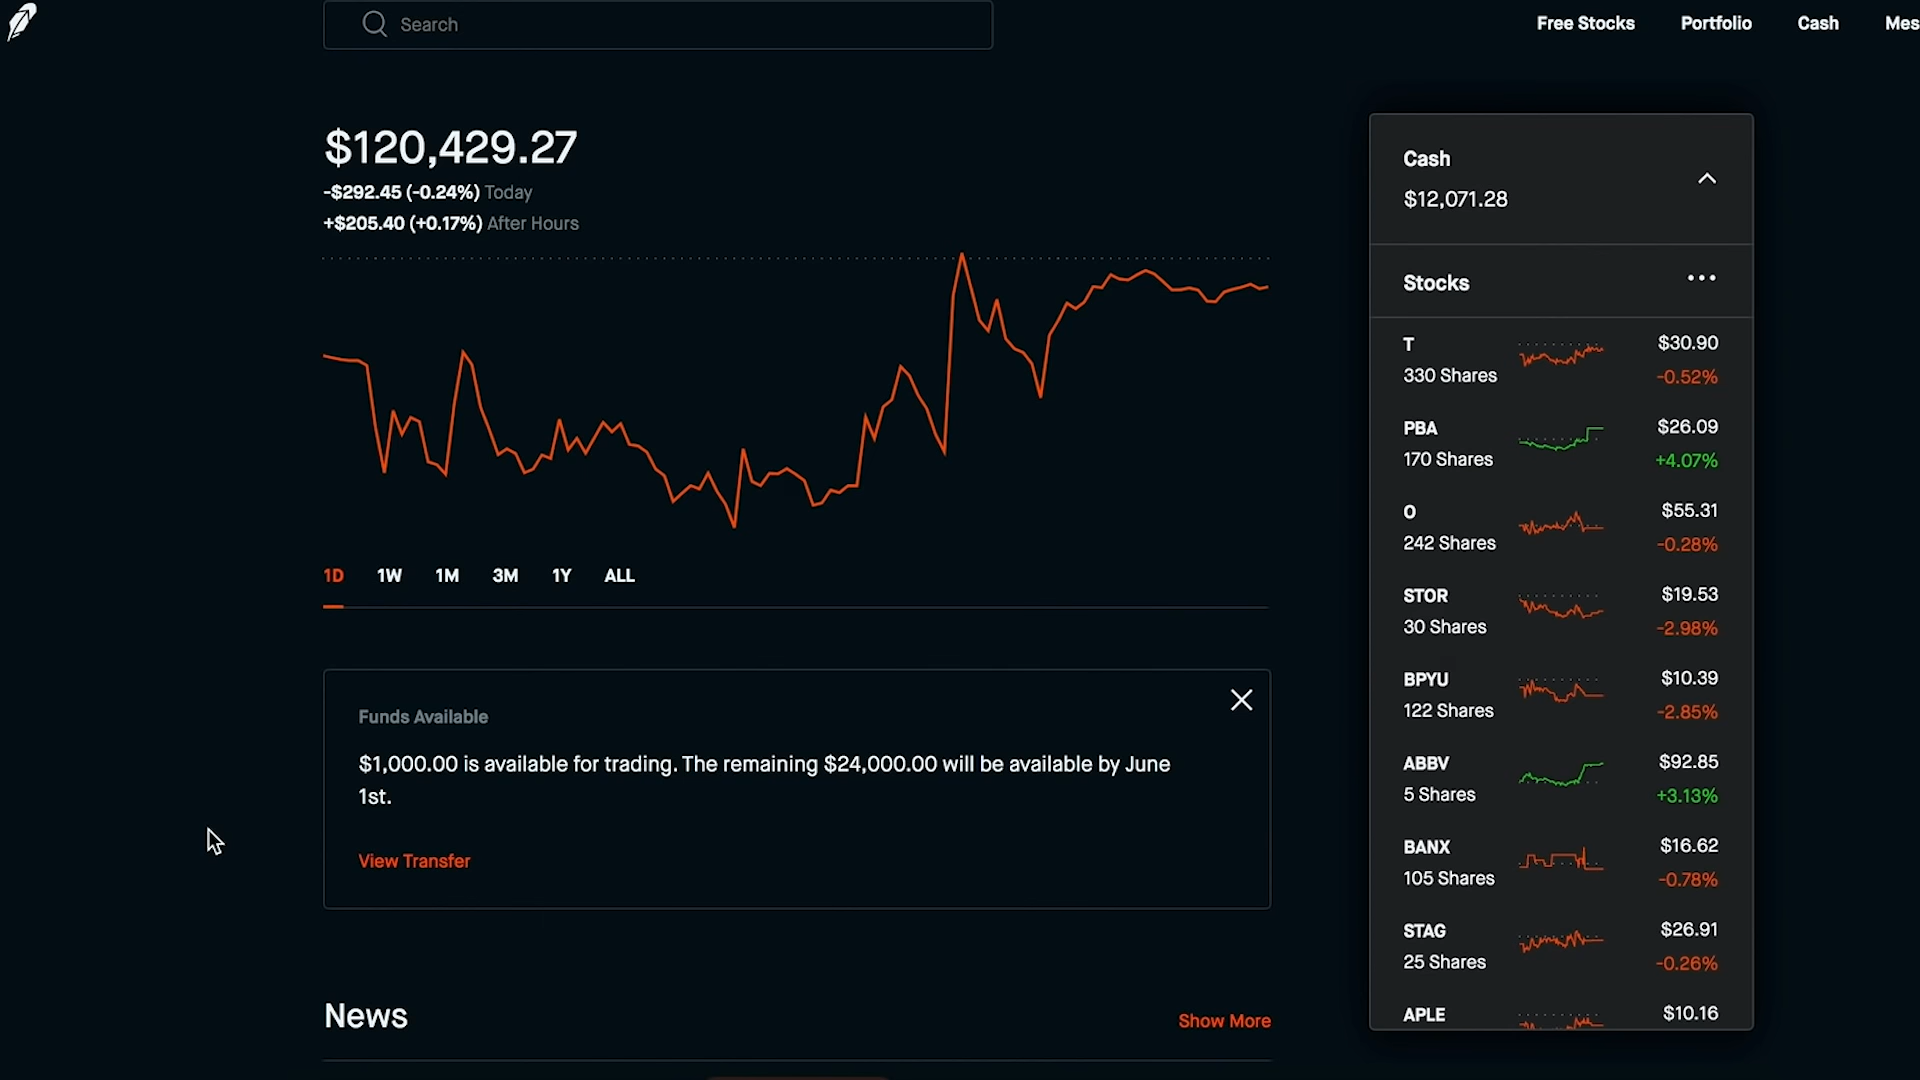 Search
Free Stocks
Portfolio
Cash
Mes
$120,429.27
-$292.45 (-0.24%) Today
+$205.40 (+0.17%) After Hours
1D
1W
1M
3M
1Y
ALL
Funds Available
$1,000.00 is available for trading. The remaining $24,000.00 will be available by June
1st.
View Transfer
News
Show More
Cash
$12,071.28
Stocks
T
$30.90
330 Shares
-0.52%
PBA
$26.09
170 Shares
+4.07%
O
$55.31
242 Shares
-0.28%
STOR
$19.53
30 Shares
-2.98%
BPYU
$10.39
122 Shares
-2.85%
ABBV
$92.85
5 Shares
+3.13%
BANX
$16.62
105 Shares
-0.78%
STAG
$26.91
25 Shares
-0.26%
APLE
$10.16